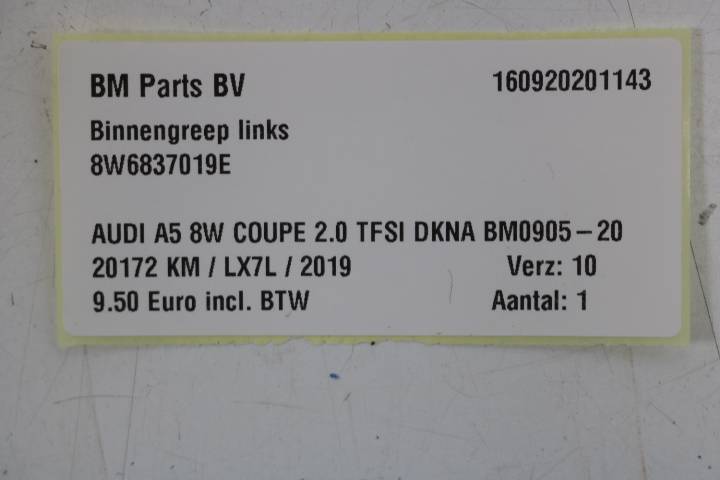 BM Parts BV 160920201143
Binnengreep links
8W6837019E
AUDI A5 8W COUPE 2.0 TFSI DKNA BM0905-20
20172 KM / LX7L / 2019 Verz: 10
9.50 Euro incl. BTW Aantal: 1